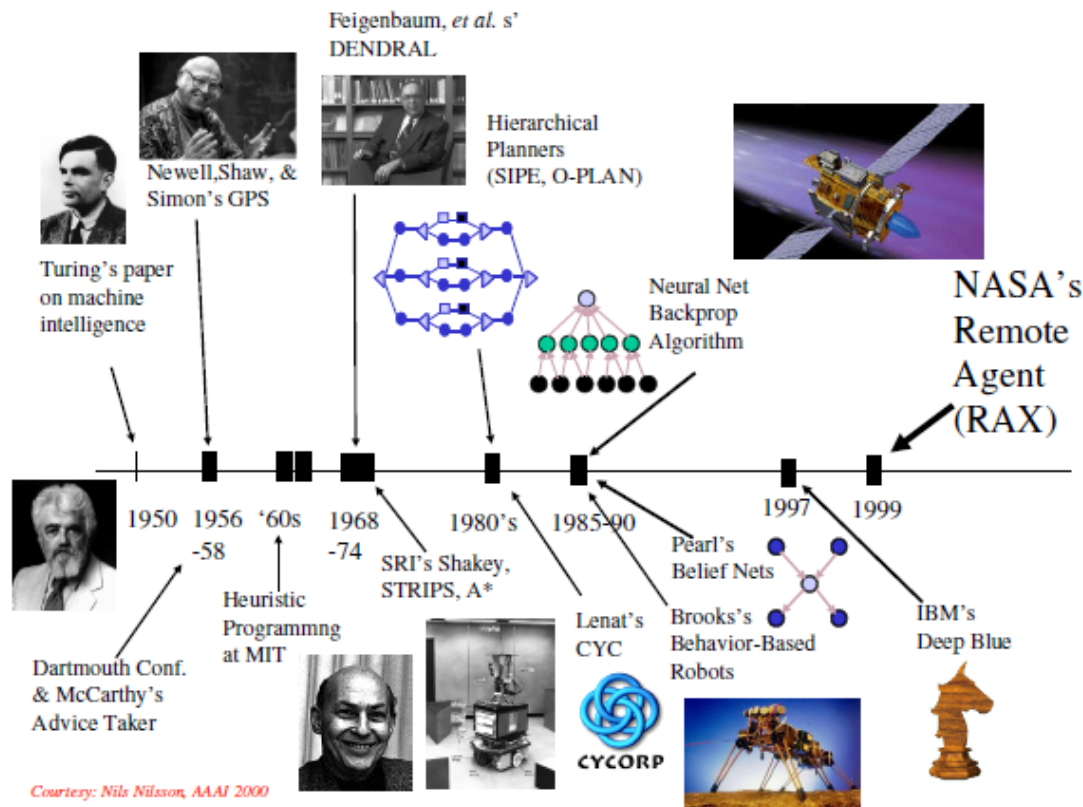 Feigenbaum, et al. s'
DENDRAL
Newell,Shaw, &
Simon's GPS
Hierarchical
Planners
(SIPE, O-PLAN)
Turing's paper
on machine
intelligence
Neural Net
Backprop
Algorithm
NASA's
Remote
Agent
(RAX)
1950
1956
-58
'60s
1968
-74
1980's
1985-90
1997
1999
Dartmouth Conf.
& McCarthy's
Advice Taker
Heuristic
Programmng
at MIT
SRI's Shakey,
STRIPS, A*
Lenat's
CYC
CYCORP
Pearl's
Belief Nets
Brooks's
Behavior-Based
Robots
IBM's
Deep Blue
Courtesy: Nils Nilsson, AAAI 2000